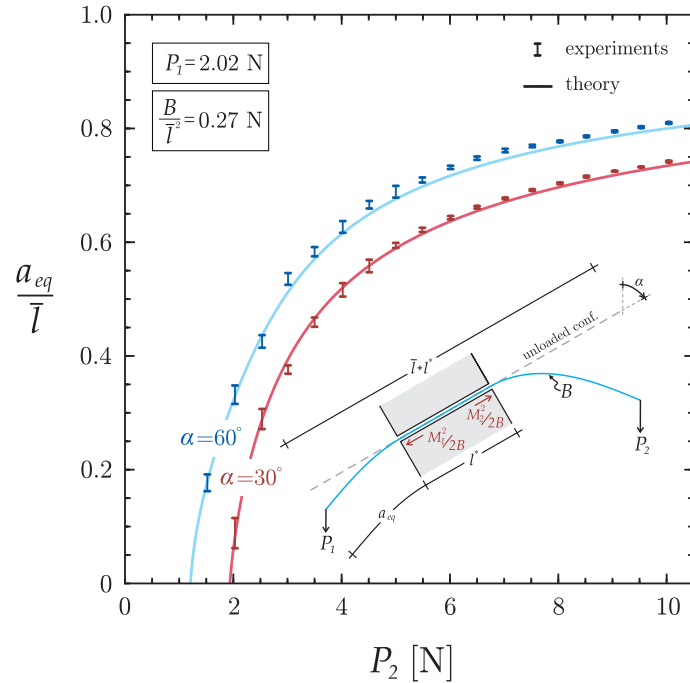 P₁=2.02 N
B/l̄²=0.27 N
experiments
theory
1.0
0.8
0.6
0.4
0.2
0
a_eq/l̄
α=60°
α=30°
α
unloaded conf.
l̄+l*
B
M₁²/2B
M₂²/2B
l*
P₂
a_eq
P₁
0
2
4
6
8
10
P₂ [N]